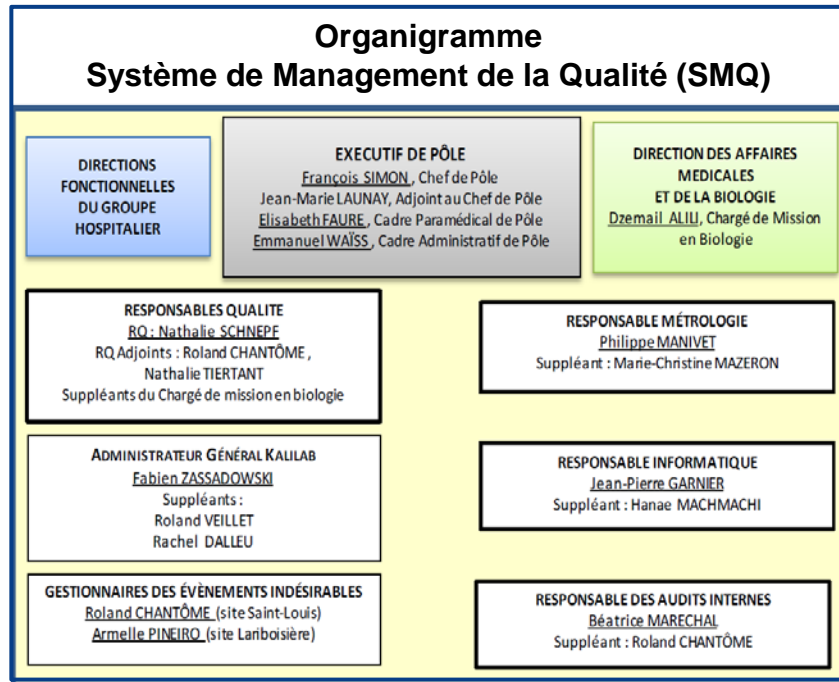 Organigramme
Système de Management de la Qualité (SMQ)
DIRECTIONS
FONCTIONNELLES
DU GROUPE
HOSPITALIER
EXECUTIF DE PÔLE
François SIMON , Chef de Pôle
Jean-Marie LAUNAY, Adjoint au Chef de Pôle
Elisabeth FAURE , Cadre Paramédical de Pôle
Emmanuel WAÏSS , Cadre Administratif de Pôle
DIRECTION DES AFFAIRES
MEDICALES
ET DE LA BIOLOGIE
Dzemail ALILI, Chargé de Mission
en Biologie
RESPONSABLES QUALITE
RQ : Nathalie SCHNEPF
RQ Adjoints : Roland CHANTÔME ,
Nathalie TIERTANT
Suppléants du Chargé de mission en biologie
RESPONSABLE MÉTROLOGIE
Philippe MANIVET
Suppléant : Marie-Christine MAZERON
ADMINISTRATEUR GÉNÉRAL KALILAB
Fabien ZASSADOWSKI
Suppléants :
Roland VEILLET
Rachel DALLEU
RESPONSABLE INFORMATIQUE
Jean-Pierre GARNIER
Suppléant : Hanae MACHMACHI
GESTIONNAIRES DES ÉVÈNEMENTS INDÉSIRABLES
Roland CHANTÔME (site Saint-Louis)
Armelle PINEIRO (site Lariboisière)
RESPONSABLE DES AUDITS INTERNES
Béatrice MARECHAL
Suppléant : Roland CHANTÔME